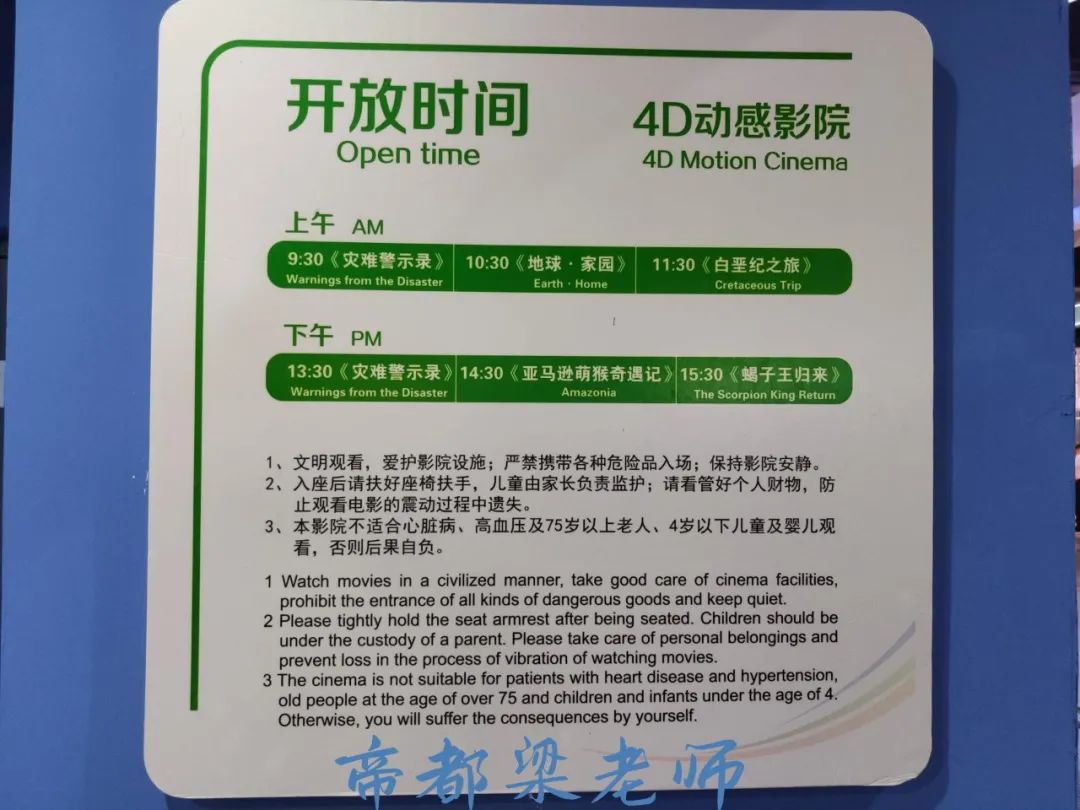 开放时间
Open time
4D动感影院
4D Motion Cinema
上午 AM
9:30《灾难警示录》
Warnings from the Disaster
10:30《地球·家园》
Earth · Home
11:30《白垩纪之旅》
Cretaceous Trip
下午 PM
13:30《灾难警示录》
Warnings from the Disaster
14:30《亚马逊萌猴奇遇记》
Amazonia
15:30《蝎子王归来》
The Scorpion King Return
1、文明观看，爱护影院设施；严禁携带各种危险品入场；保持影院安静。
2、入座后请扶好座椅扶手，儿童由家长负责监护；请看管好个人财物，防
止观看电影的震动过程中遗失。
3、本影院不适合心脏病、高血压及75岁以上老人、4岁以下儿童及婴儿观
看，否则后果自负。
1 Watch movies in a civilized manner, take good care of cinema facilities,
prohibit the entrance of all kinds of dangerous goods and keep quiet.
2 Please tightly hold the seat armrest after being seated. Children should be
under the custody of a parent. Please take care of personal belongings and
prevent loss in the process of vibration of watching movies.
3 The cinema is not suitable for patients with heart disease and hypertension,
old people at the age of over 75 and children and infants under the age of 4.
Otherwise, you will suffer the consequences by yourself.
帝都梁老师